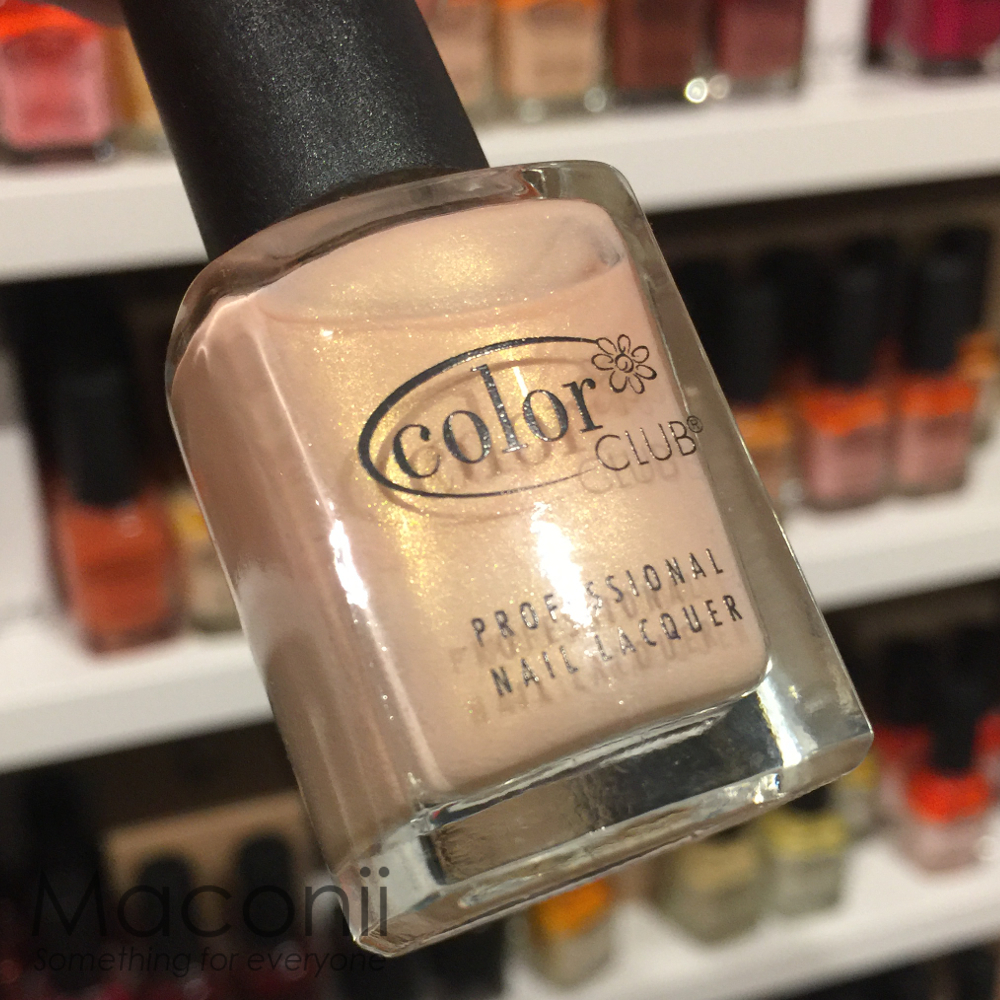 color
CLUB®
PROFESSIONAL
NAIL LACQUER
Maconii
Something for everyone